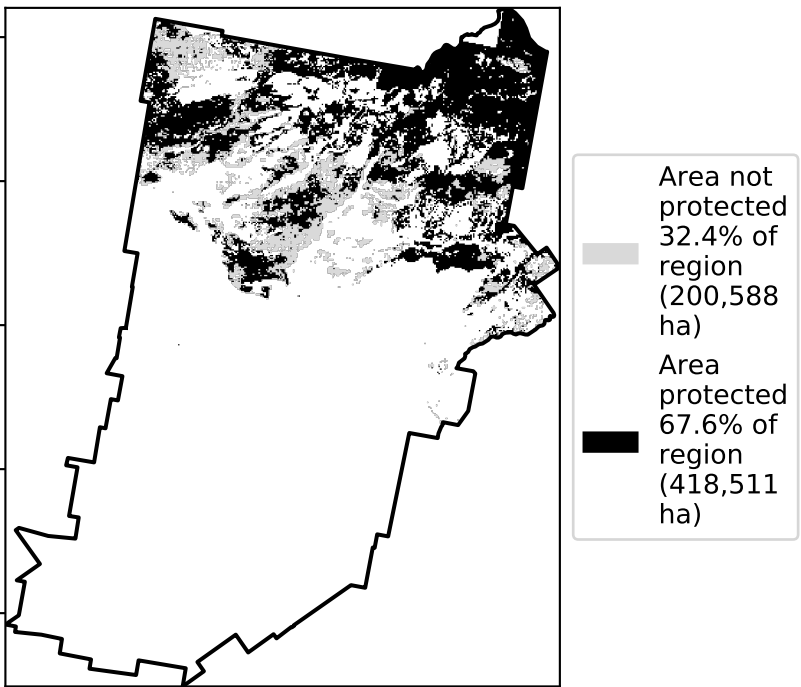 Area not
protected
32.4% of
region
(200,588
ha)
Area
protected
67.6% of
region
(418,511
ha)